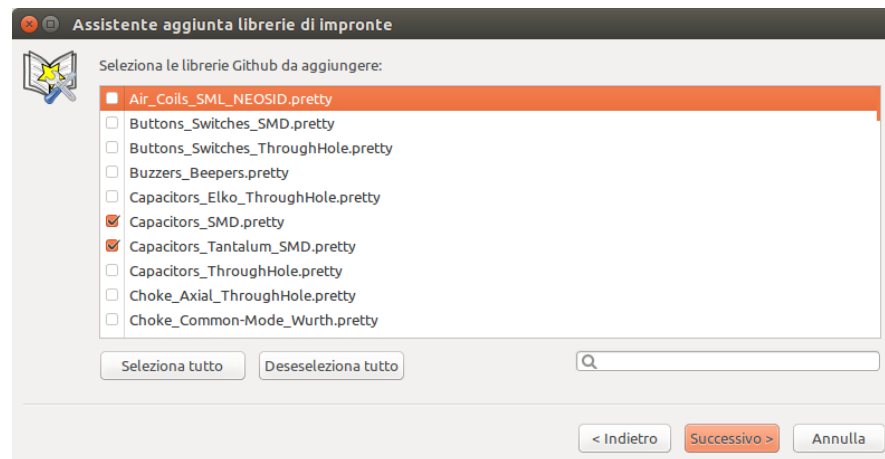 Assistente aggiunta librerie di impronte
Seleziona le librerie Github da aggiungere:
Air_Coils_SML_NEOSID.pretty
Buttons_Switches_SMD.pretty
Buttons_Switches_ThroughHole.pretty
Buzzers_Beepers.pretty
Capacitors_Elko_ThroughHole.pretty
Capacitors_SMD.pretty
Capacitors_Tantalum_SMD.pretty
Capacitors_ThroughHole.pretty
Choke_Axial_ThroughHole.pretty
Choke_Common-Mode_Wurth.pretty
Seleziona tutto Deseseleziona tutto
< Indietro Successivo > Annulla